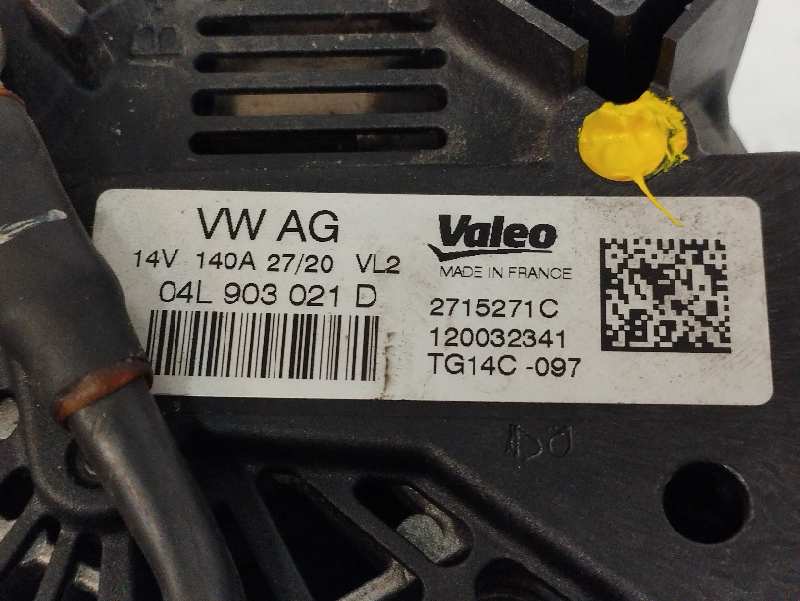 VW AG
14V 140A 27/20 VL2
04L 903 021 D
Valeo
MADE IN FRANCE
2715271C
120032341
TG14C -097